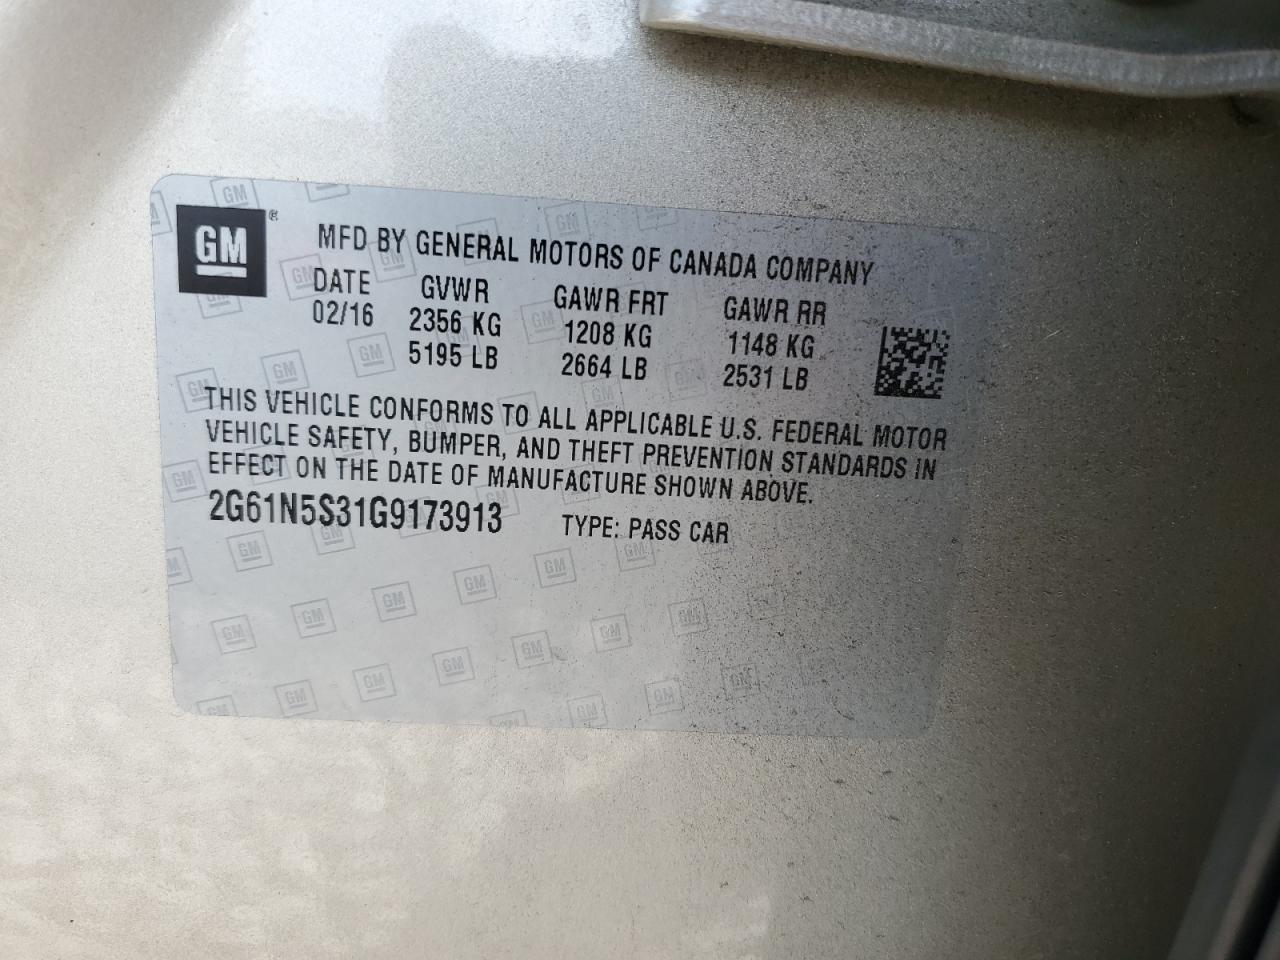 GM
MFD BY GENERAL MOTORS OF CANADA COMPANY
DATE GVWR GAWR FRT GAWR RR
02/16 2356 KG 1208 KG 1148 KG
5195 LB 2664 LB 2531 LB
THIS VEHICLE CONFORMS TO ALL APPLICABLE U.S. FEDERAL MOTOR
VEHICLE SAFETY, BUMPER, AND THEFT PREVENTION STANDARDS IN
EFFECT ON THE DATE OF MANUFACTURE SHOWN ABOVE.
2G61N5S31G9173913 TYPE: PASS CAR